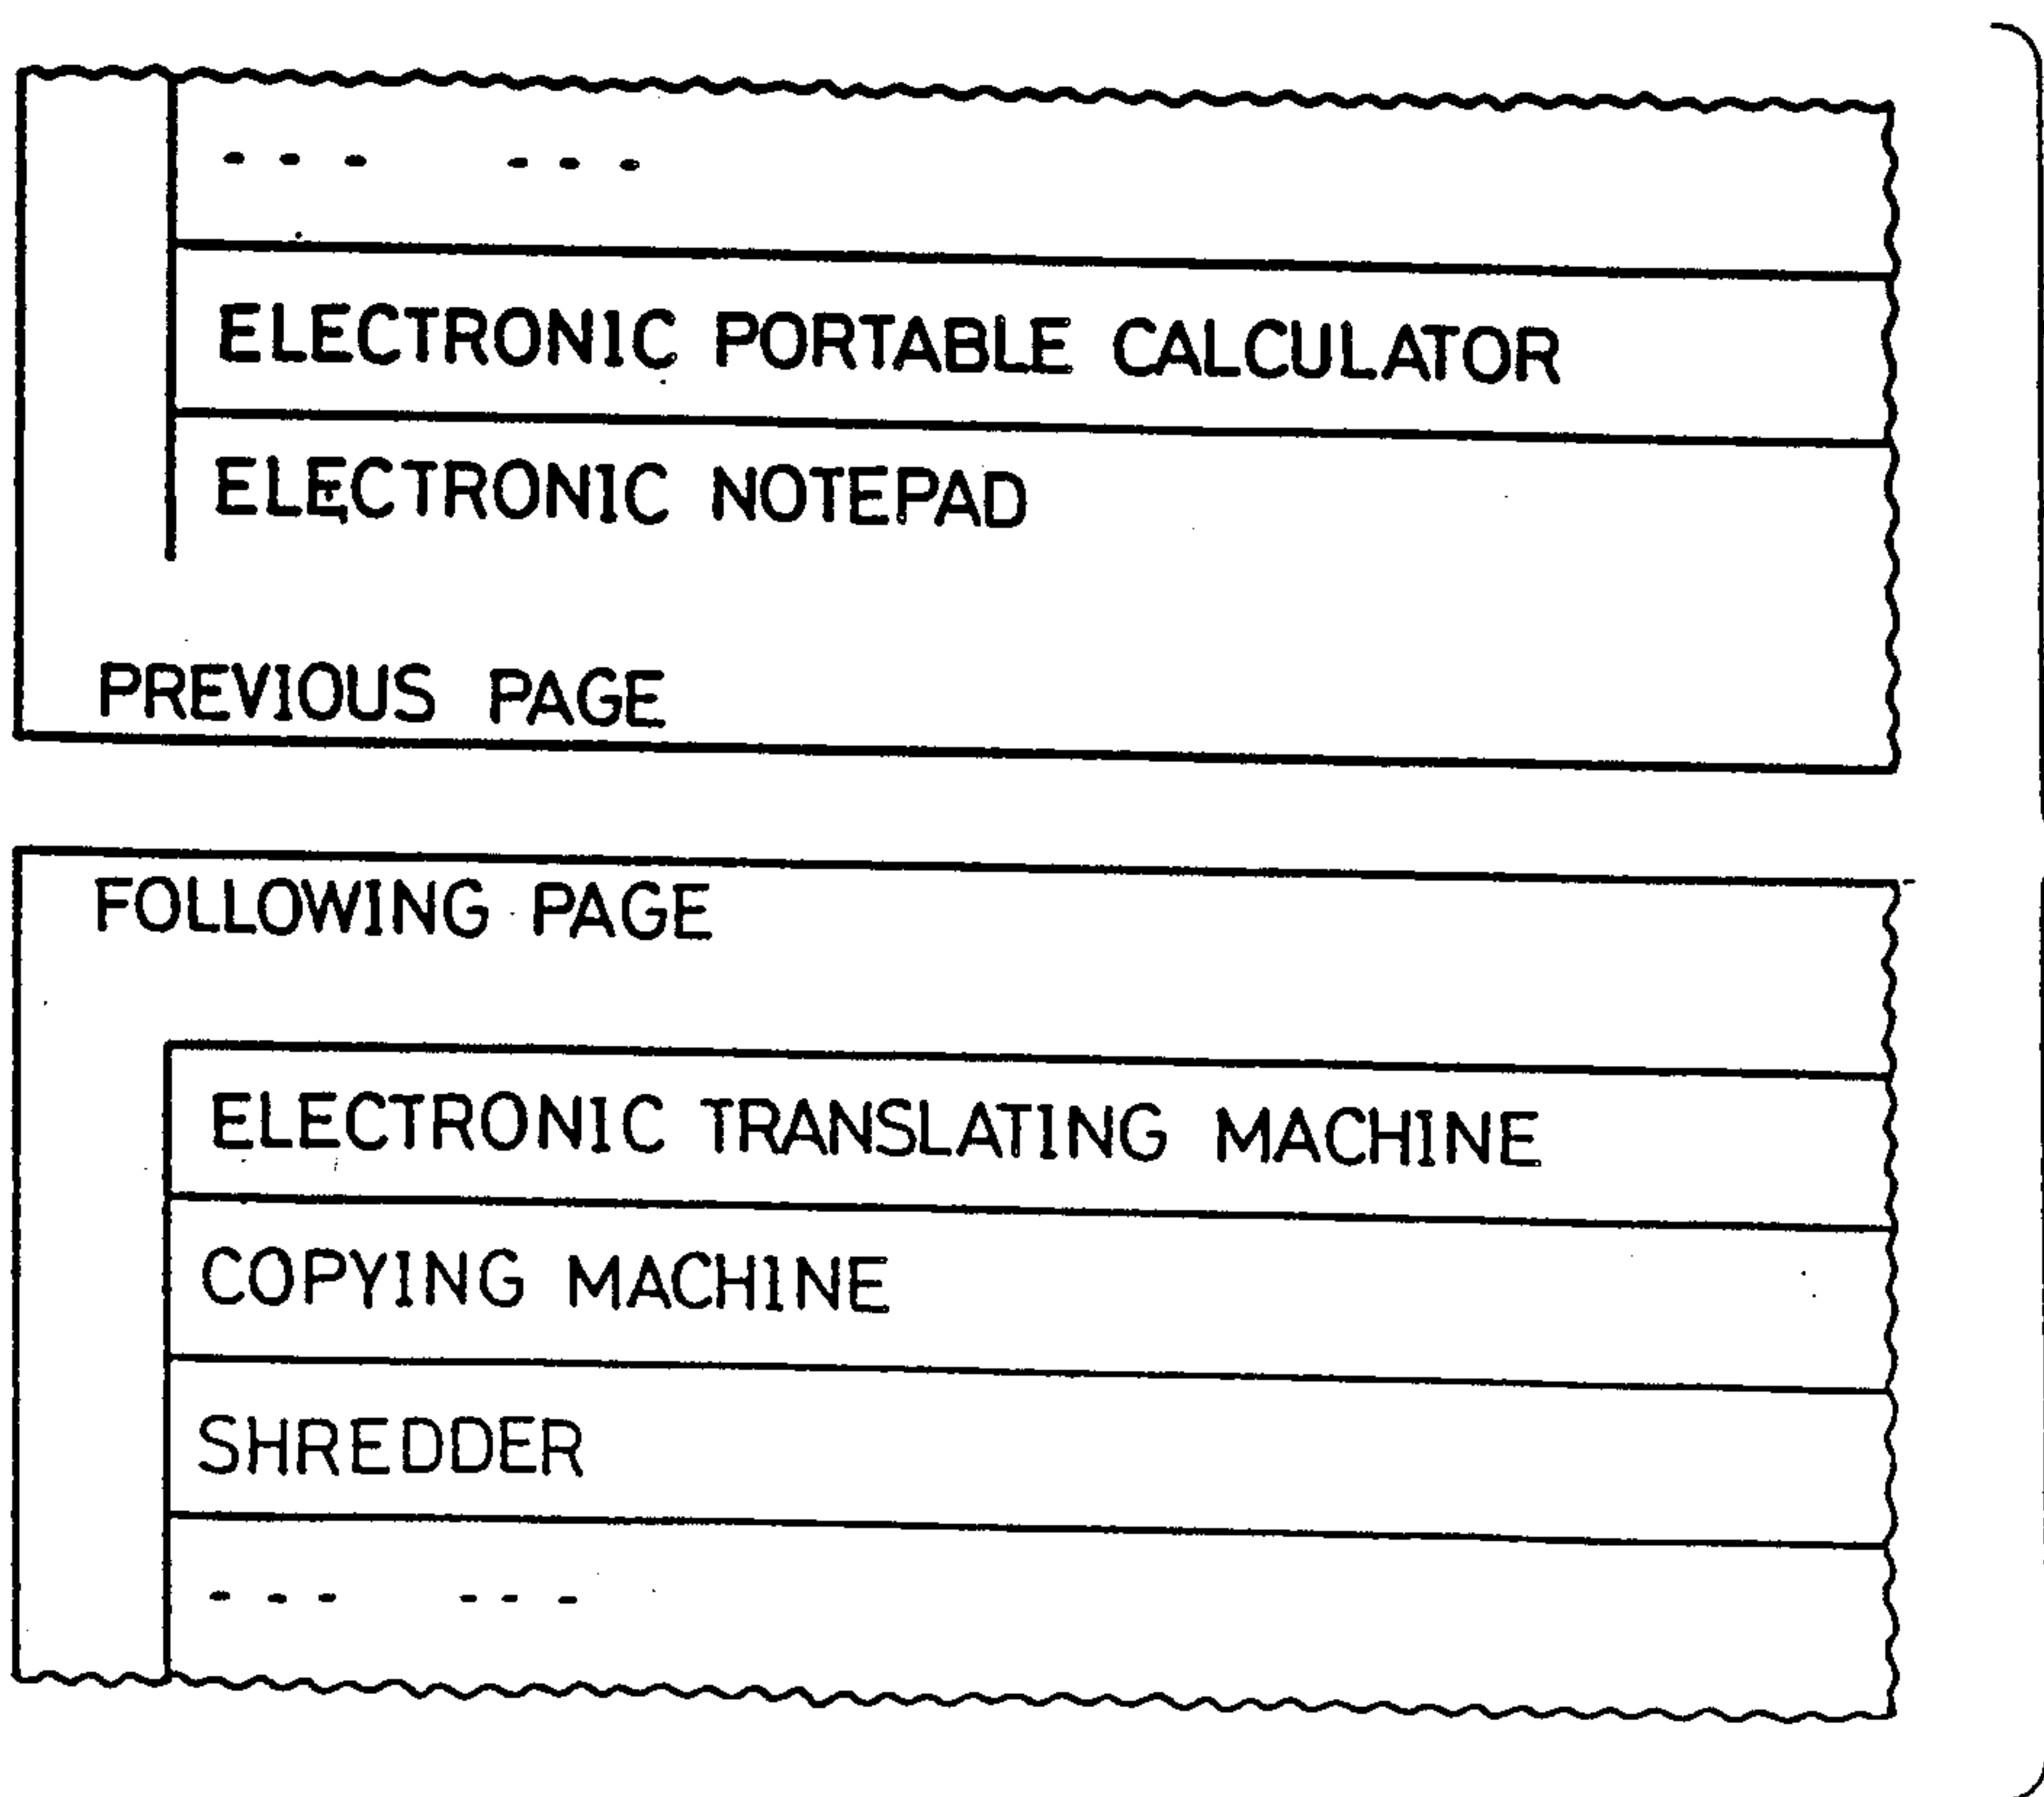 --- ---
ELECTRONIC PORTABLE CALCULATOR
ELECTRONIC NOTEPAD
PREVIOUS PAGE
FOLLOWING PAGE
ELECTRONIC TRANSLATING MACHINE
COPYING MACHINE
SHREDDER
--- ---